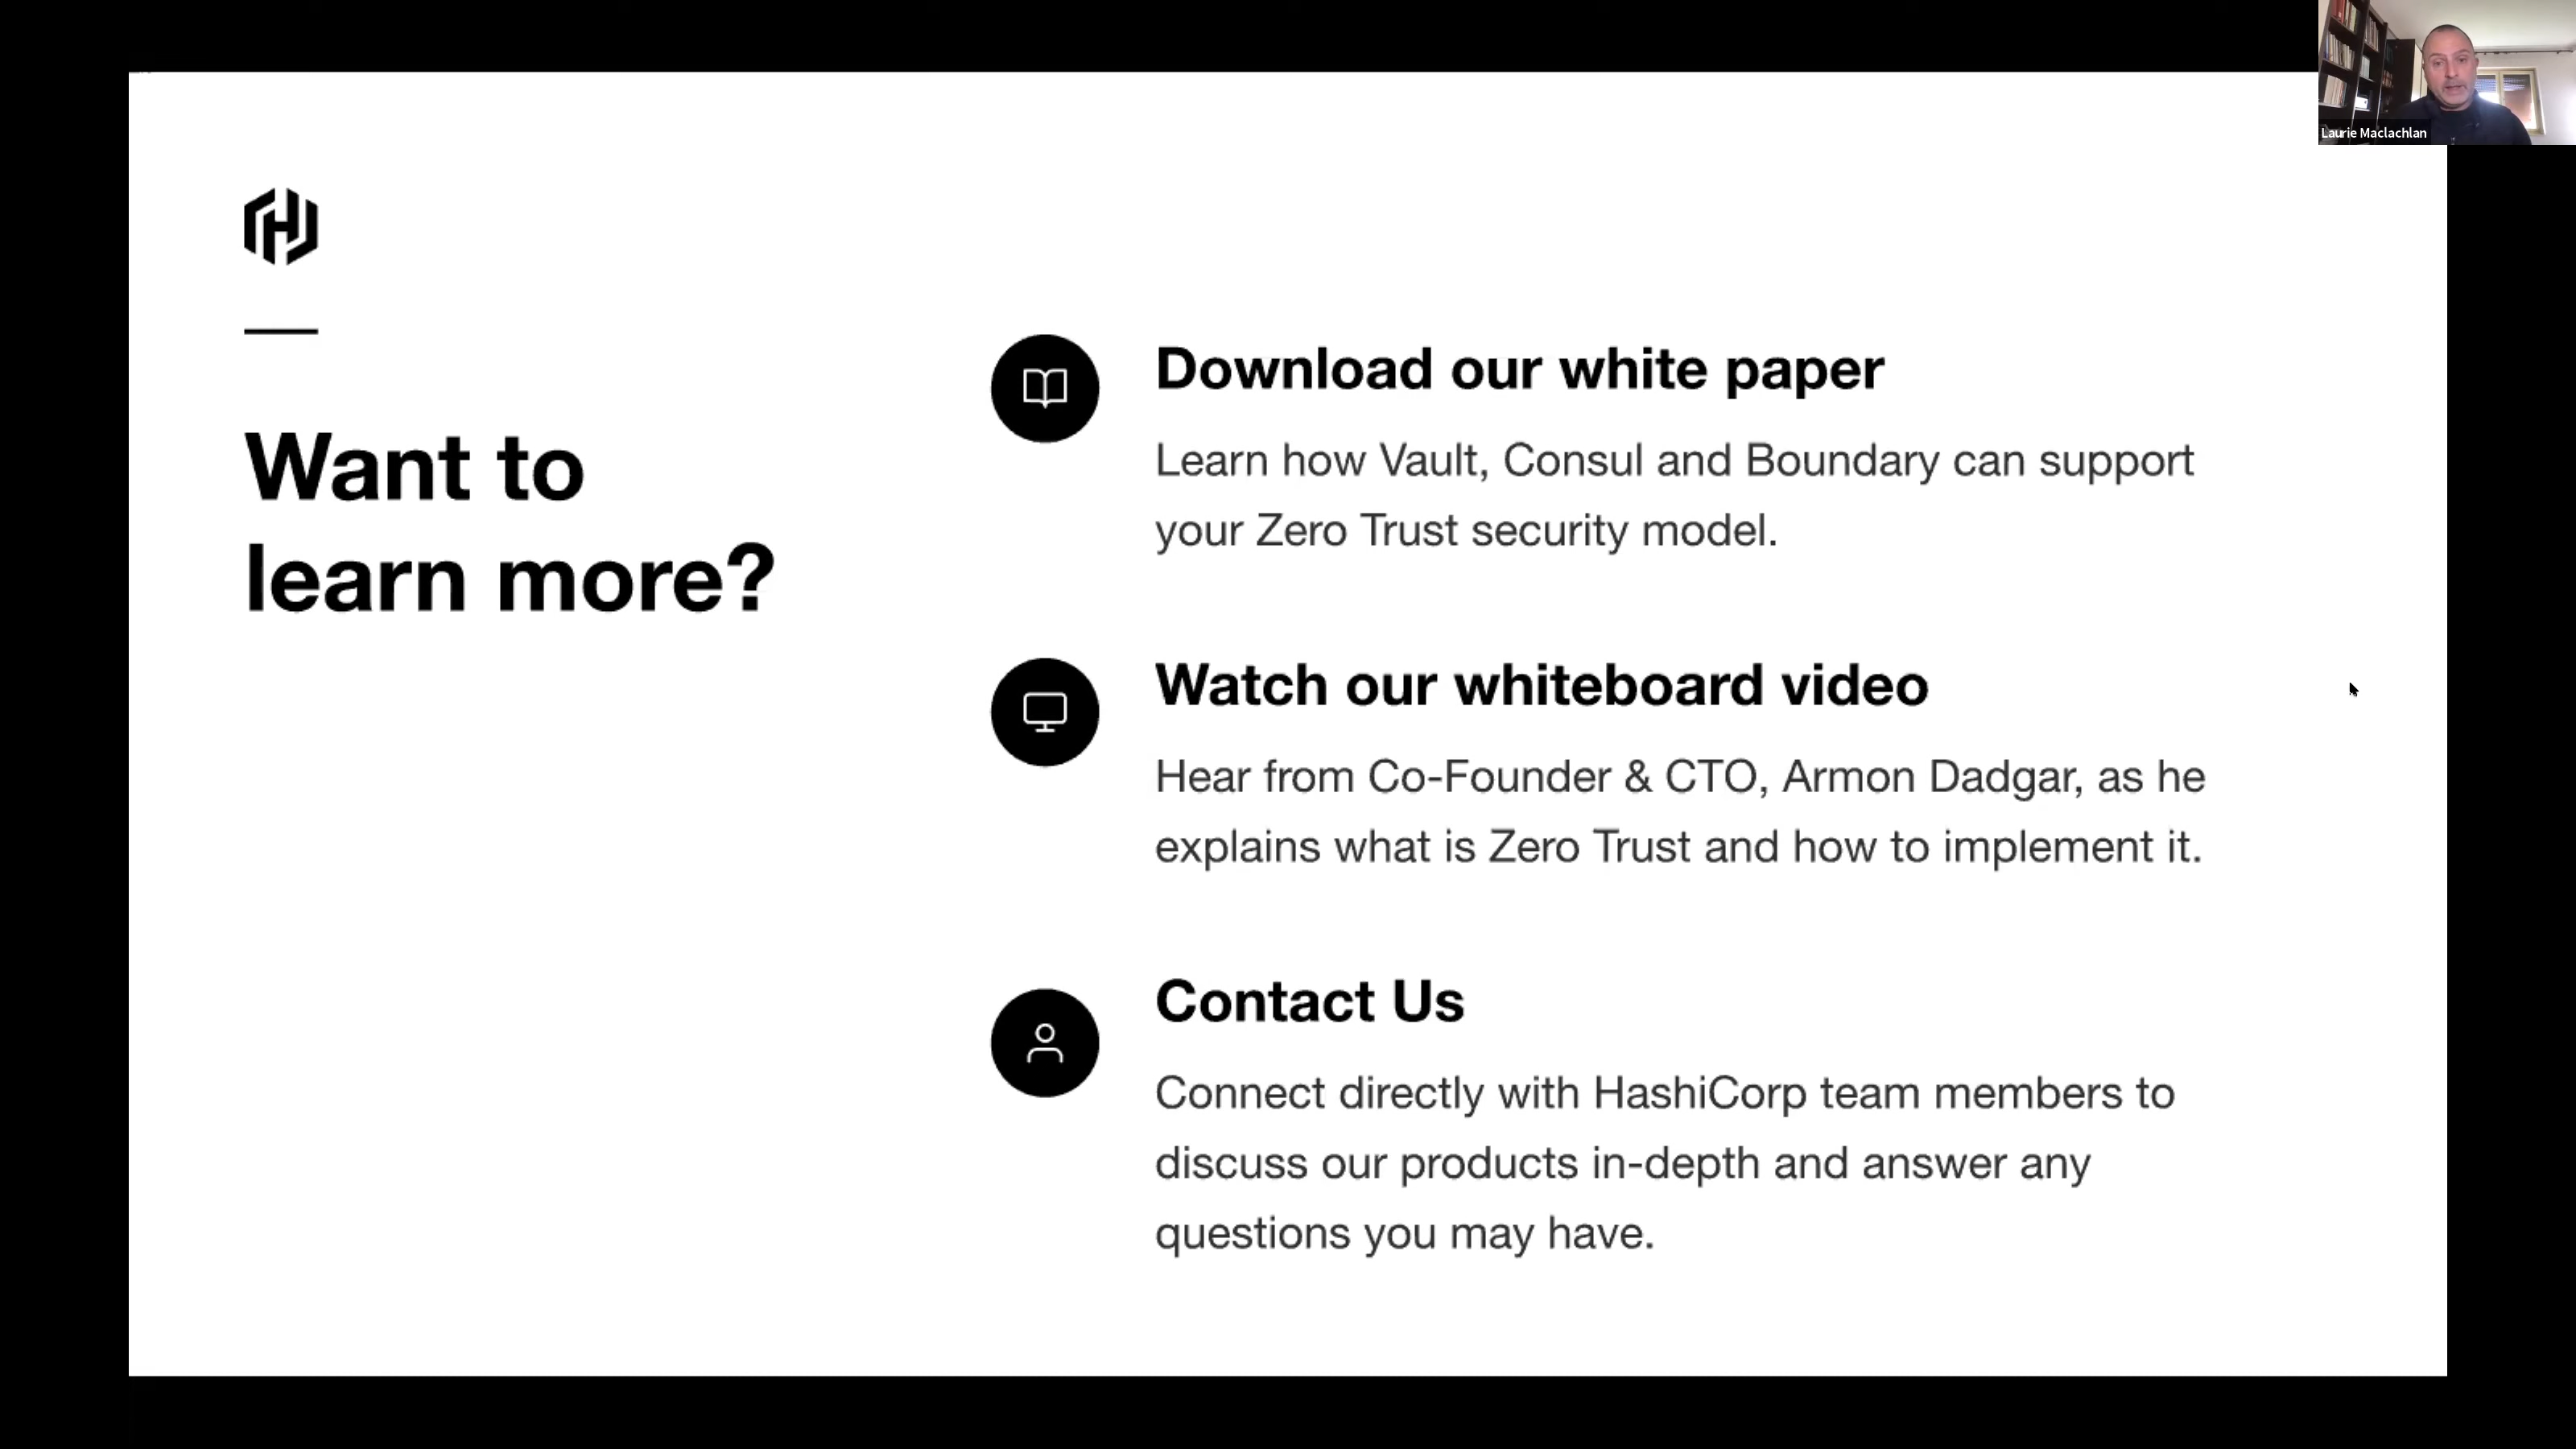 Laurie Maclachlan
Want to
learn more?
Download our white paper
Learn how Vault, Consul and Boundary can support
your Zero Trust security model.
Watch our whiteboard video
Hear from Co-Founder & CTO, Armon Dadgar, as he
explains what is Zero Trust and how to implement it.
Contact Us
Connect directly with HashiCorp team members to
discuss our products in-depth and answer any
questions you may have.